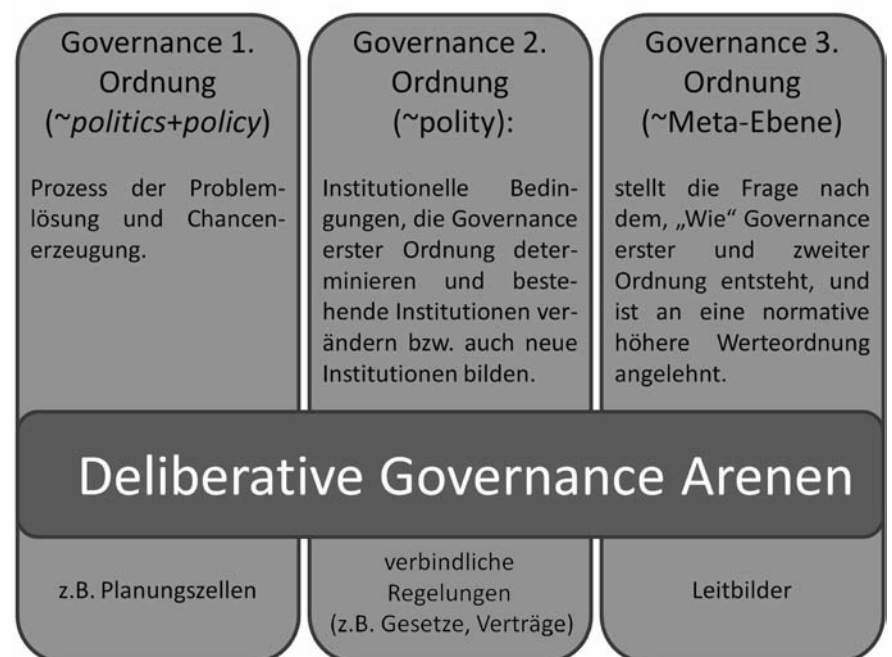 Governance 1.
Ordnung
(~politics+policy)
Prozess der Problem-
lösung und Chancen-
erzeugung.
Governance 2.
Ordnung
(~polity):
Institutionelle Bedin-
gungen, die Governance
erster Ordnung deter-
minieren und beste-
hende Institutionen ver-
ändern bzw. auch neue
Institutionen bilden.
Governance 3.
Ordnung
(~Meta-Ebene)
stellt die Frage nach
dem, „Wie“ Governance
erster und zweiter
Ordnung entsteht, und
ist an eine normative
höhere Werteordnung
angelehnt.
Deliberative Governance Arenen
z.B. Planungszellen
verbindliche
Regelungen
(z.B. Gesetze, Verträge)
Leitbilder